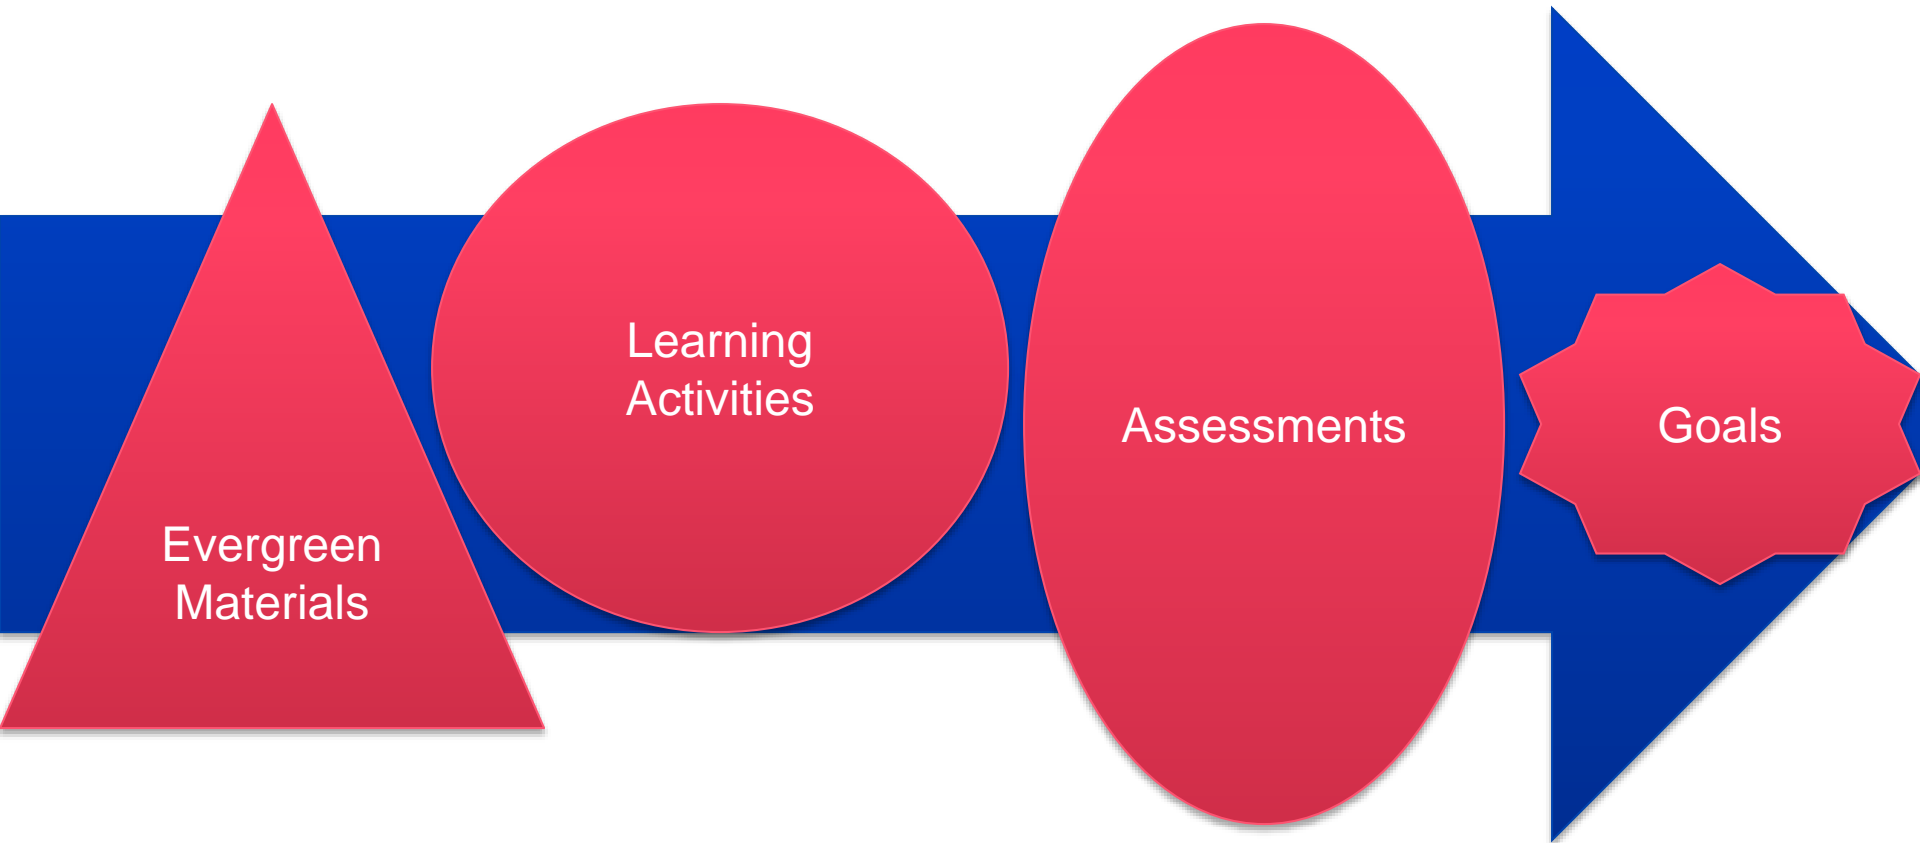 Evergreen
Materials
Learning
Activities
Assessments
Goals